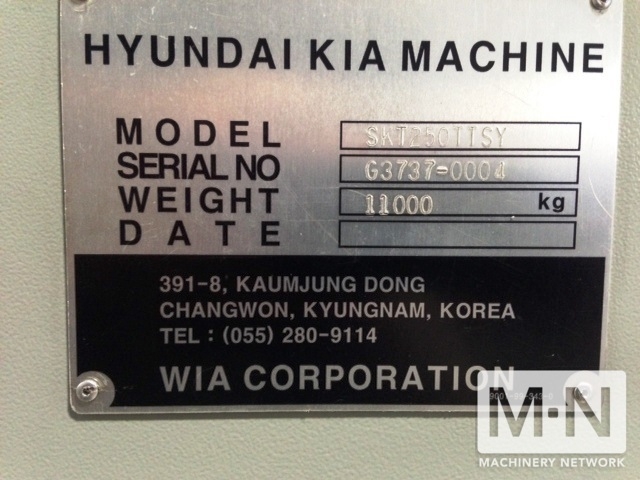 HYUNDAI KIA MACHINE
MODEL SKT250TTSY
SERIAL NO G3737-0004
WEIGHT 11000 kg
DATE
391-8, KAUMJUNG DONG
CHANGWON, KYUNGNAM, KOREA
TEL : (055) 280-9114
WIA CORPORATION
M·N
MACHINERY NETWORK